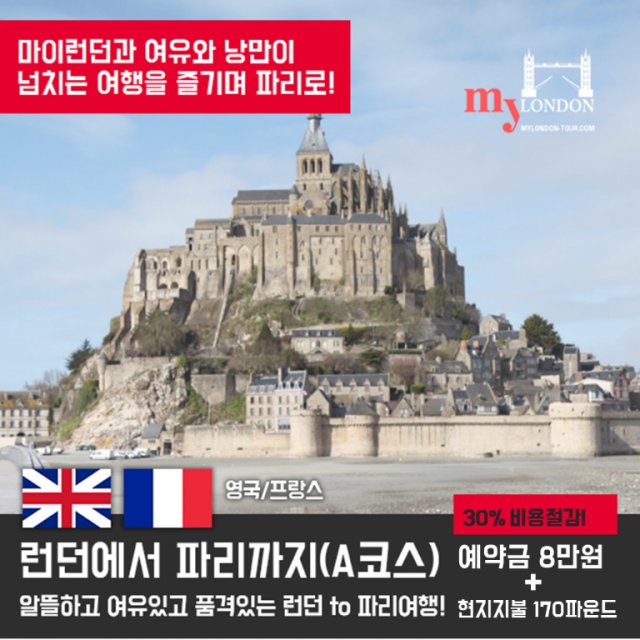 마이런던과 여유와 낭만이
넘치는 여행을 즐기며 파리로!
my LONDON
MYLONDON-TOUR.COM
영국/프랑스
런던에서 파리까지(A코스)
알뜰하고 여유있고 품격있는 런던 to 파리여행!
30% 비용절감!
예약금 8만원
+
현지지불 170파운드